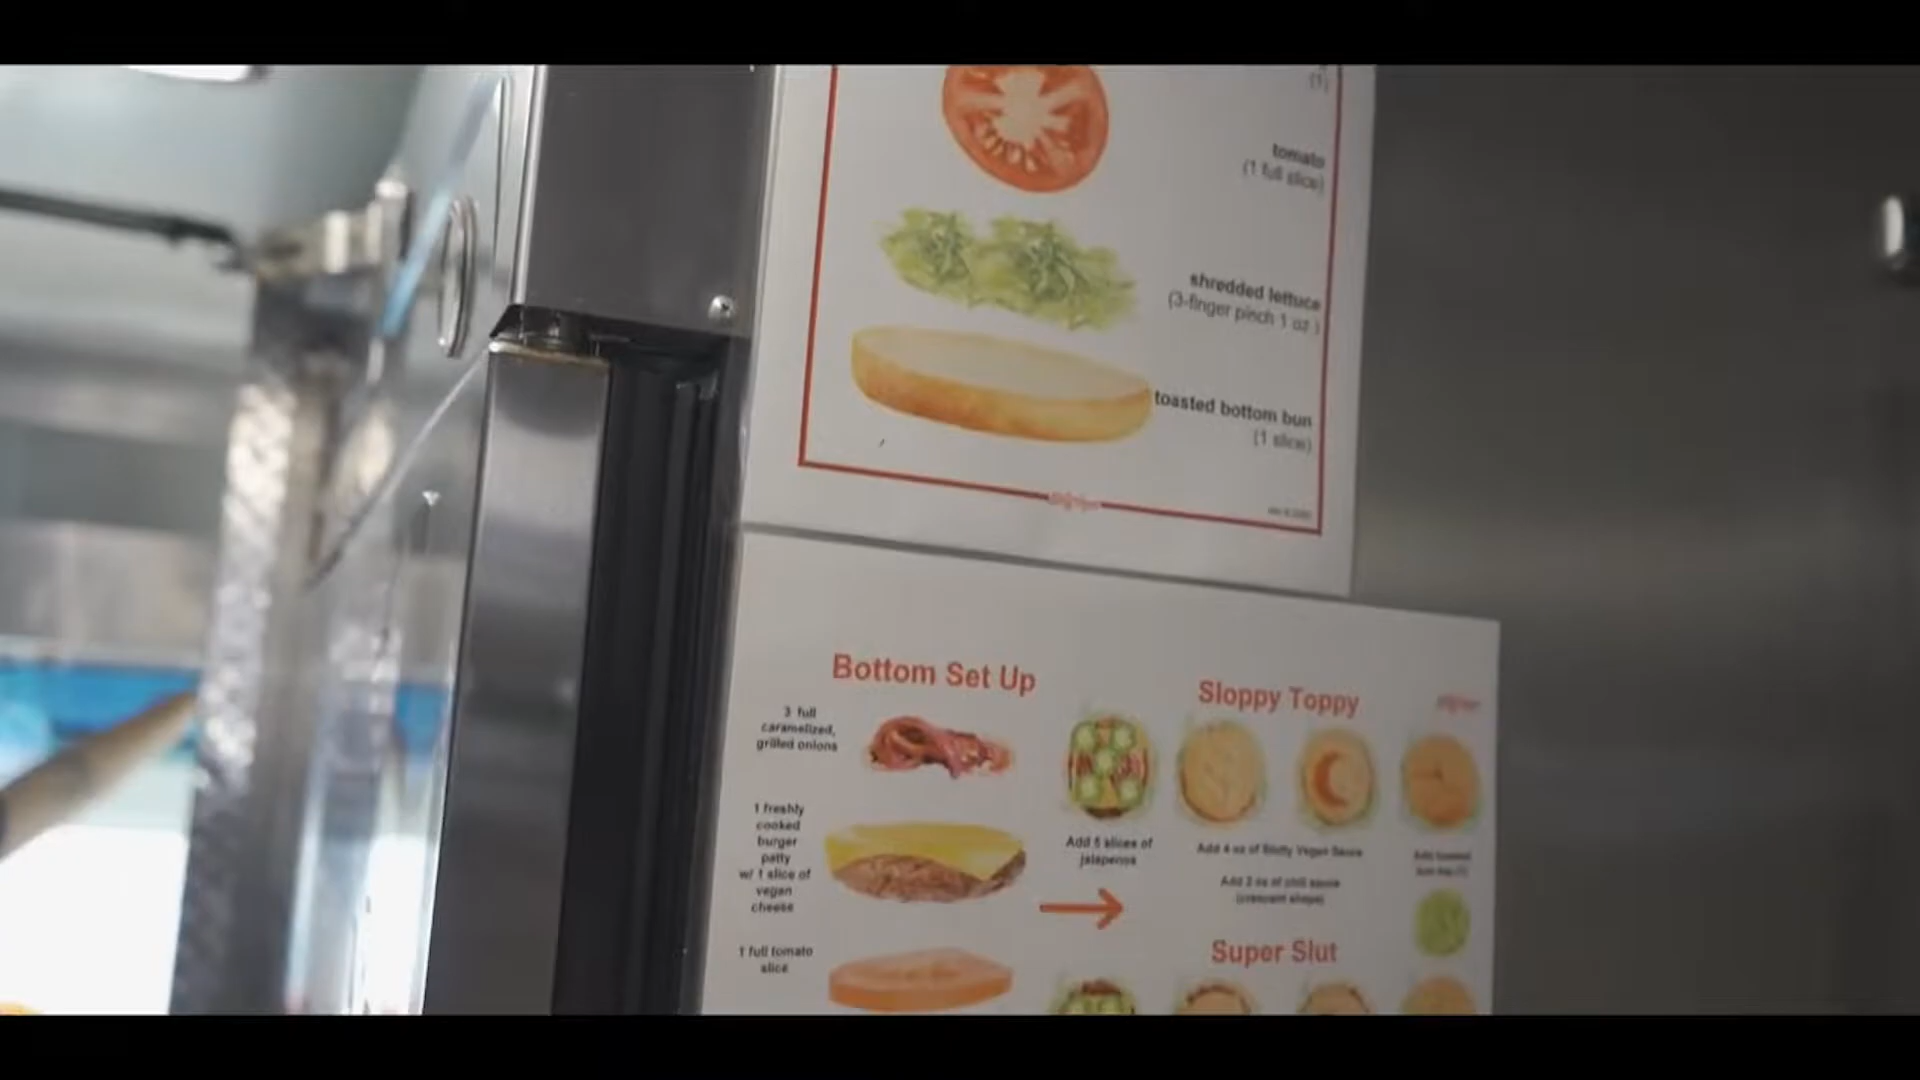 (1)
tomato
(1 full slice)
shredded lettuce
(3-finger pinch 1 oz.)
toasted bottom bun
(1 slice)
Bottom Set Up
3 full
caramelized,
grilled onions
1 freshly
cooked
burger
patty
w/ 1 slice of
vegan
cheese
1 full tomato
slice
Sloppy Toppy
Add 5 slices of
jalapenos
Add 4 oz of Slutty Vegan Sauce
Add 2 oz of chili sauce
(crescent shape)
Super Slut